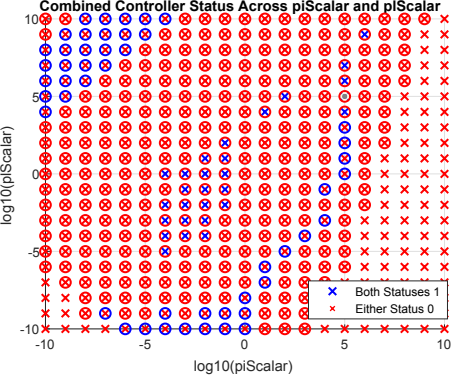 Combined Controller Status Across piScalar and plScalar
10
5
0
-5
-10
log10(plScalar)
-10
-5
0
5
10
log10(piScalar)
Both Statuses 1
Either Status 0